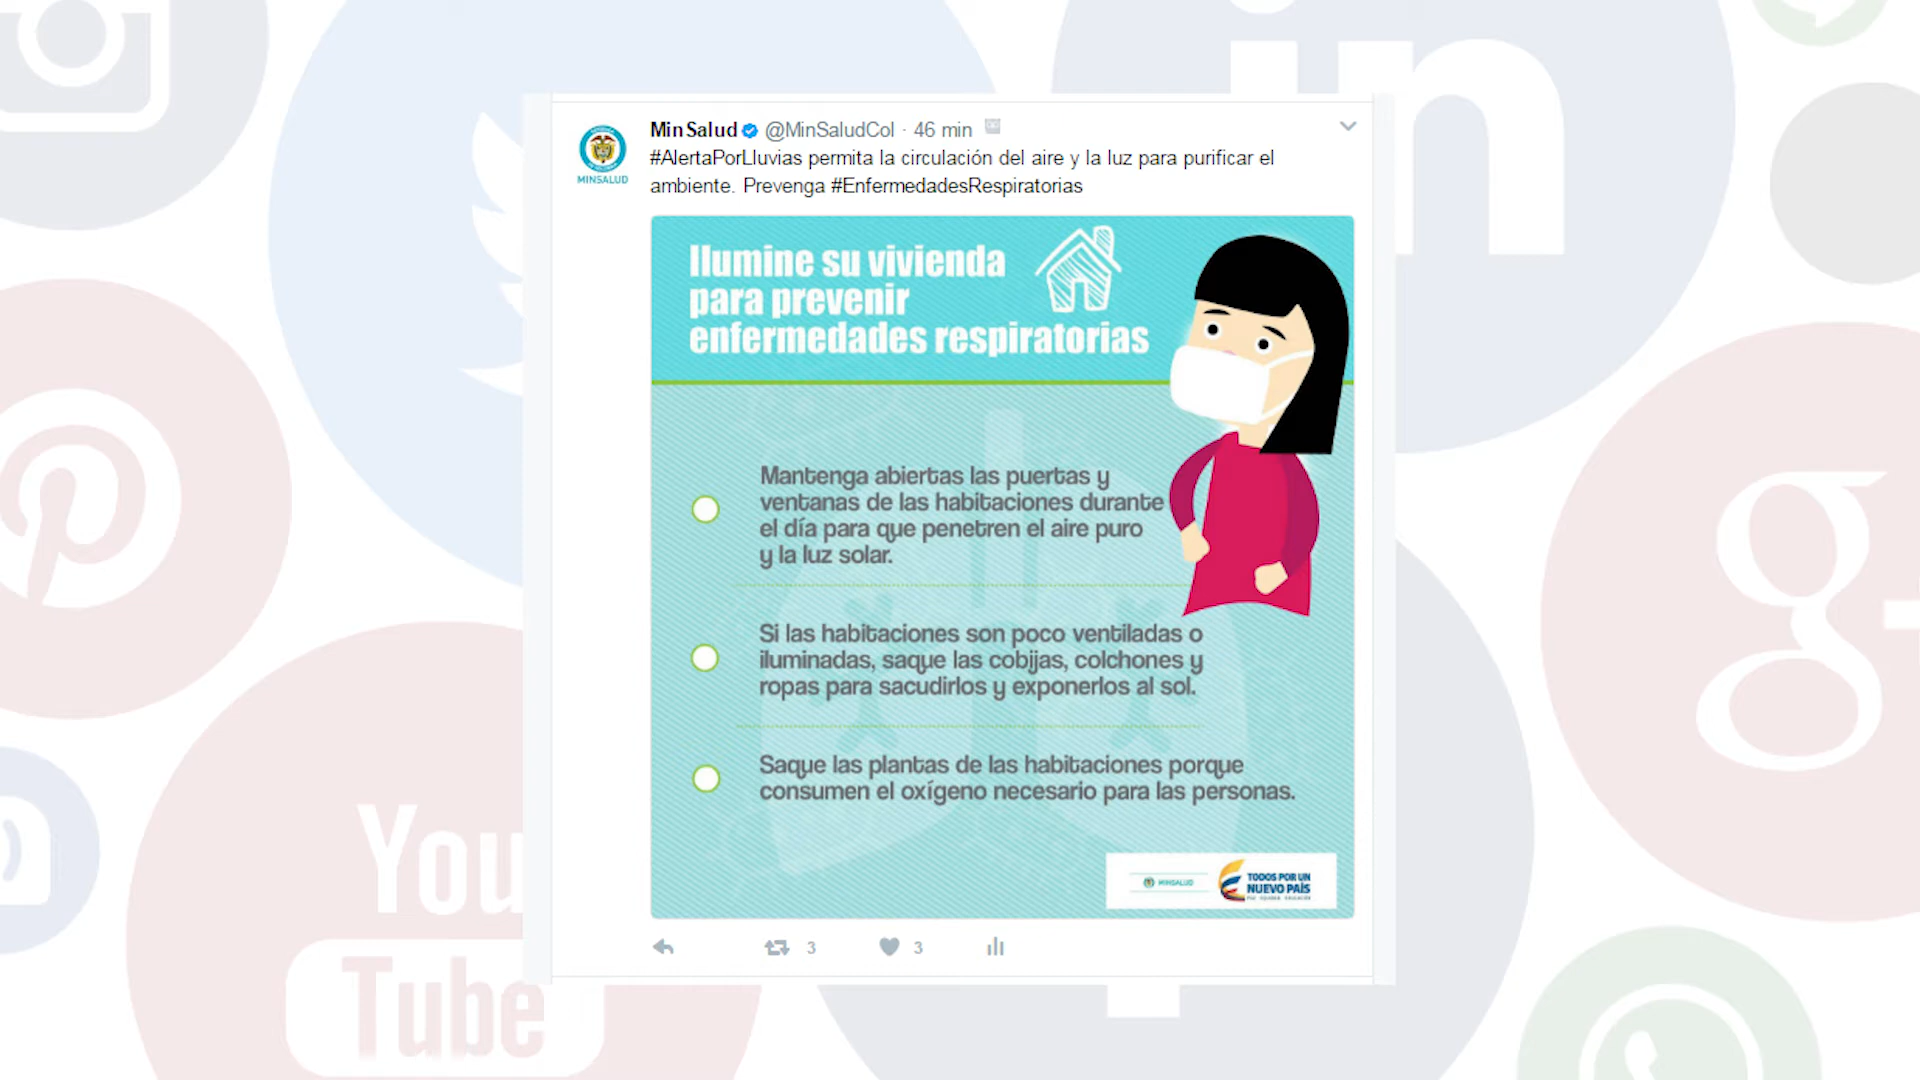 MinSalud @MinSaludCol · 46 min
#AlertaPorLluvias permita la circulación del aire y la luz para purificar el
ambiente. Prevenga #EnfermedadesRespiratorias
MINSALUD
Ilumine su vivienda
para prevenir
enfermedades respiratorias
Mantenga abiertas las puertas y
ventanas de las habitaciones durante
el día para que penetren el aire puro
y la luz solar.
Si las habitaciones son poco ventiladas o
iluminadas, saque las cobijas, colchones y
ropas para sacudirlos y exponerlos al sol.
Saque las plantas de las habitaciones porque
consumen el oxígeno necesario para las personas.
MINSALUD
TODOS POR UN
NUEVO PAÍS
PAZ EQUIDAD EDUCACIÓN
3 3
in
g+
You
Tube